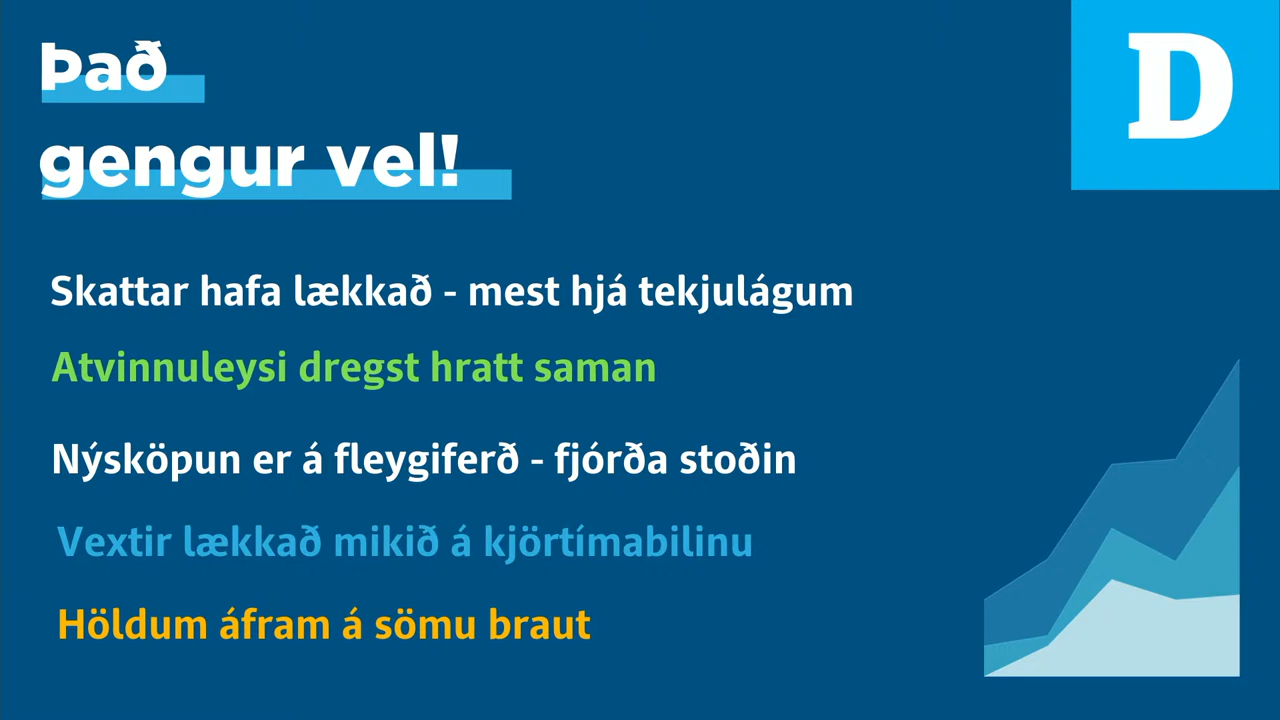 Það
gengur vel!
D
Skattar hafa lækkað - mest hjá tekjulágum
Atvinnuleysi dregst hratt saman
Nýsköpun er á fleygiferð - fjórða stoðin
Vextir lækkað mikið á kjörtímabilinu
Höldum áfram á sömu braut